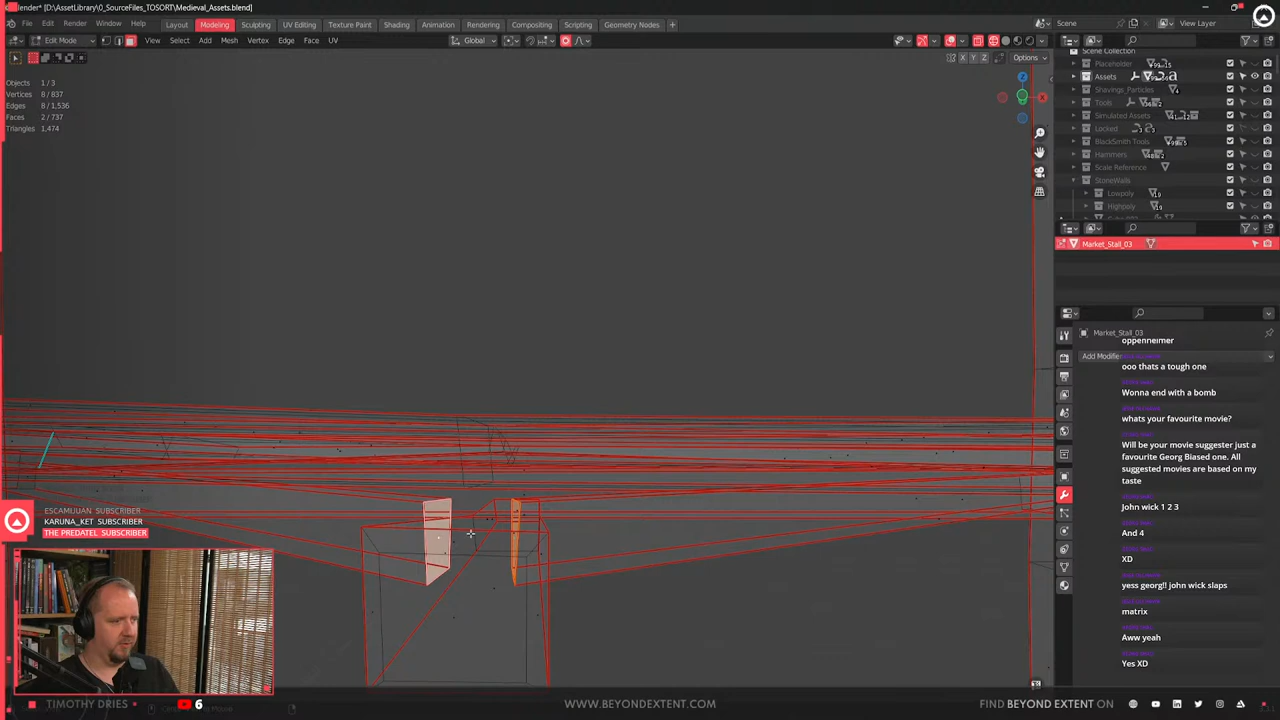 Blender* [D:\AssetLibrary\0_SourceFiles_TOSORT\Medieval_Assets.blend]
File Edit Render Window Help Layout Modeling Sculpting UV Editing Texture Paint Shading Animation Rendering Compositing Scripting Geometry Nodes + Scene View Layer
Edit Mode View Select Add Mesh Vertex Edge Face UV Global
X Y Z Options
Objects 1 / 3
Vertices 8 / 837
Edges 8 / 1,536
Faces 2 / 737
Triangles 1,474
Z
X
Scene Collection
Placeholder
Assets
Shavings_Particles 4
Tools
Simulated Assets
Locked
BlackSmith Tools
Hammers
Scale Reference
StoneWalls
Lowpoly 19
Highpoly 19
Market_Stall_03
Market_Stall_03
Add Modifier
oppenheimer
ooo thats a tough one
Wonna end with a bomb
whats your favourite movie?
Will be your movie suggester just a
favourite Georg Biased one. All
suggested movies are based on my
taste
John wick 1 2 3
And 4
XD
yess georg!! john wick slaps
matrix
Aww yeah
Yes XD
ESCAMUUAN SUBSCRIBER
KARUNA_KET SUBSCRIBER
THE PREDATEL SUBSCRIBER
TIMOTHY DRIES 6 WWW.BEYONDEXTENT.COM FIND BEYOND EXTENT ON